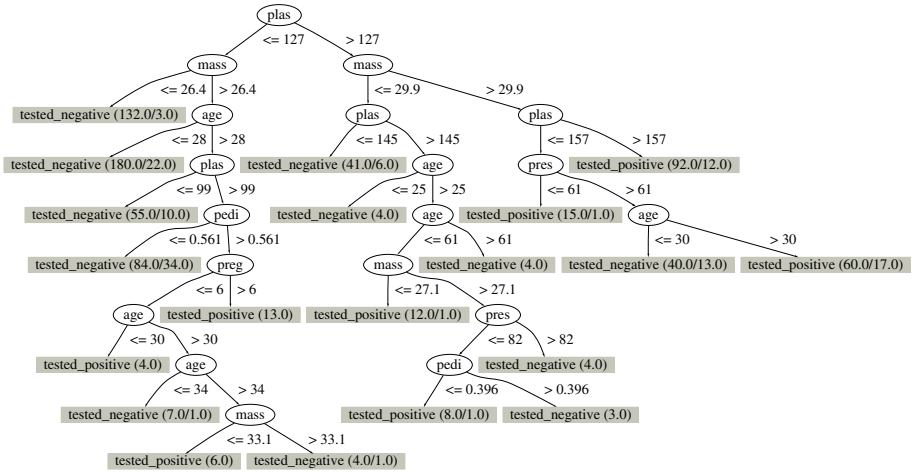 plas
<= 127 > 127
mass mass
<= 26.4 > 26.4 <= 29.9 > 29.9
tested_negative (132.0/3.0) age plas plas
<= 28 > 28 <= 145 > 145 <= 157 > 157
tested_negative (180.0/22.0) plas tested_negative (41.0/6.0) age pres tested_positive (92.0/12.0)
<= 99 > 99 <= 25 > 25 <= 61 > 61
tested_negative (55.0/10.0) pedi tested_negative (4.0) age tested_positive (15.0/1.0) age
<= 0.561 > 0.561 <= 61 > 61 <= 30 > 30
tested_negative (84.0/34.0) preg mass tested_negative (4.0) tested_negative (40.0/13.0) tested_positive (60.0/17.0)
<= 6 > 6 <= 27.1 > 27.1
age tested_positive (13.0) tested_positive (12.0/1.0) pres
<= 30 > 30 <= 82 > 82
tested_positive (4.0) age pedi tested_negative (4.0)
<= 34 > 34 <= 0.396 > 0.396
tested_negative (7.0/1.0) mass tested_positive (8.0/1.0) tested_negative (3.0)
<= 33.1 > 33.1
tested_positive (6.0) tested_negative (4.0/1.0)